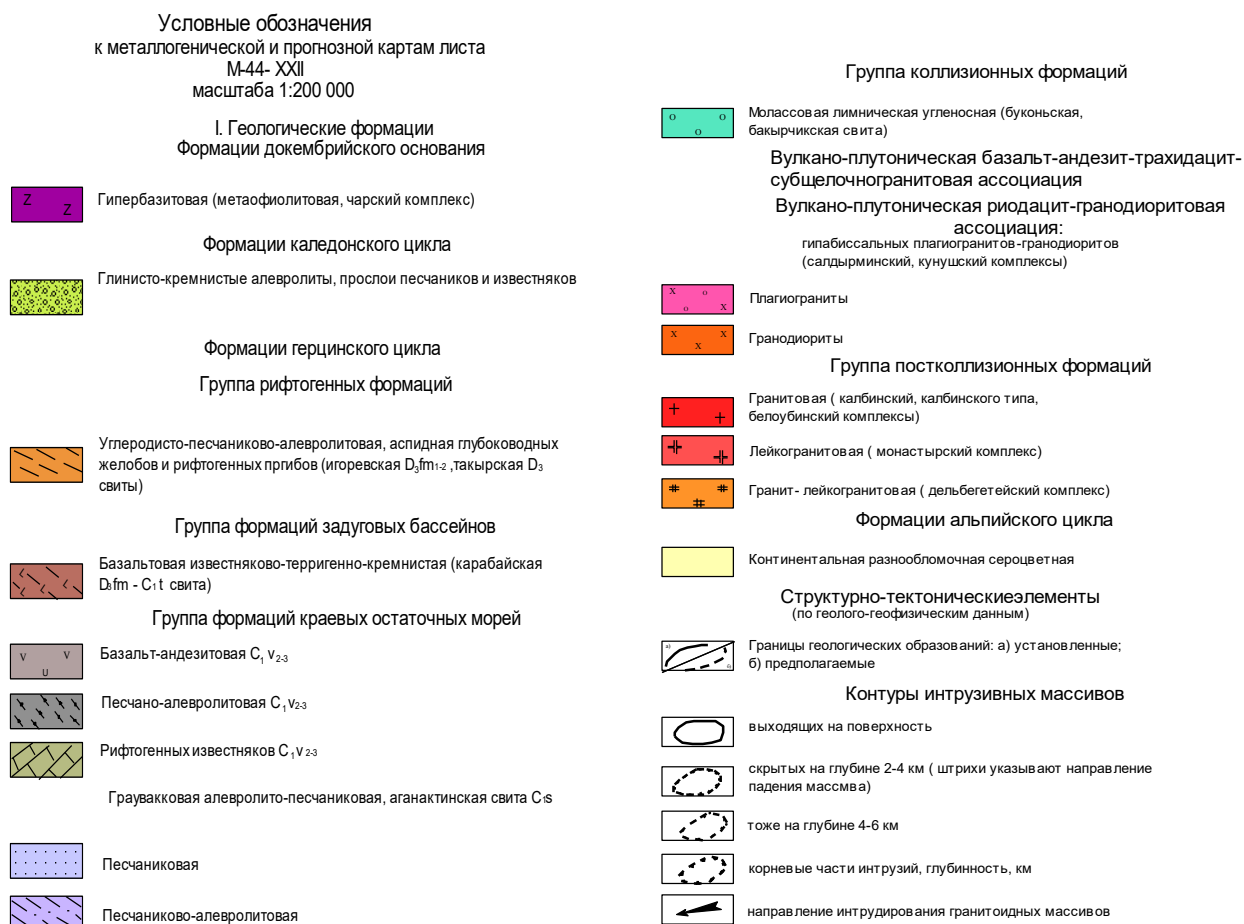 Условные обозначения
к металлогенической и прогнозной картам листа
М-44- XXII
масштаба 1:200 000
I. Геологические формации
Формации докембрийского основания
Z Z
Гипербазитовая (метаофиолитовая, чарский комплекс)
Формации каледонского цикла
Глинисто-кремнистые алевролиты, прослои песчаников и известняков
Формации герцинского цикла
Группа рифтогенных формаций
Углеродисто-песчаниково-алевролитовая, аспидная глубоководных
желобов и рифтогенных пргибов (игоревская D₃fm₁₋₂ ,такырская D₃
свиты)
Группа формаций задуговых бассейнов
Базальтовая известняково-терригенно-кремнистая (карабайская
D₃fm - C₁ t свита)
Группа формаций краевых остаточных морей
V V
U
Базальт-андезитовая C₁ v₂₋₃
Песчано-алевролитовая C₁v₂₋₃
Рифтогенных известняков C₁v ₂₋₃
Граувакковая алевролито-песчаниковая, аганактинская свита C₁s
Песчаниковая
Песчаниково-алевролитовая
Группа коллизионных формаций
o o
o
Молассовая лимническая угленосная (буконьская,
бакырчикская свита)
Вулкано-плутоническая базальт-андезит-трахидацит-
субщелочногранитовая ассоциация
Вулкано-плутоническая риодацит-гранодиоритовая
ассоциация:
гипабиссальных плагиогранитов-гранодиоритов
(салдырминский, кунушский комплексы)
x o
o x
Плагиограниты
x x
x
Гранодиориты
Группа постколлизионных формаций
Гранитовая ( калбинский, калбинского типа,
белоубинский комплексы)
Лейкогранитовая ( монастырский комплекс)
Гранит- лейкогранитовая ( дельбегетейский комплекс)
Формации альпийского цикла
Континентальная разнообломочная сероцветная
Структурно-тектоническиеэлементы
(по геолого-геофизическим данным)
а)
б)
Границы геологических образований: а) установленные;
б) предполагаемые
Контуры интрузивных массивов
выходящих на поверхность
скрытых на глубине 2-4 км ( штрихи указывают направление
падения массмва)
тоже на глубине 4-6 км
корневые части интрузий, глубинность, км
направление интрудирования гранитоидных массивов